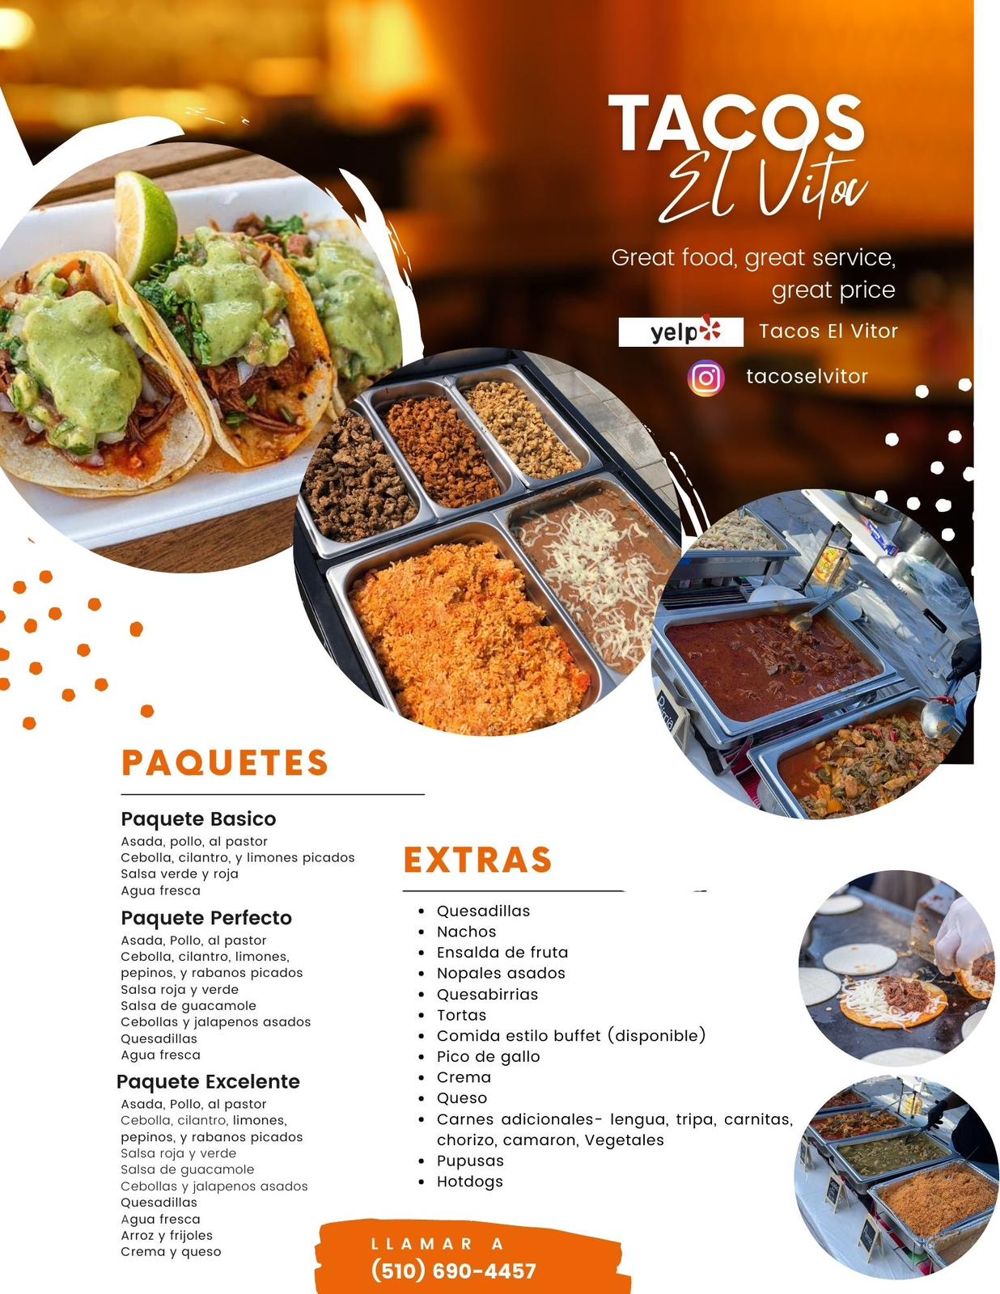 TACOS
El Vitor
Great food, great service,
great price
yelp Tacos El Vitor
tacoselvitor
PAQUETES
Paquete Basico
Asada, pollo, al pastor
Cebolla, cilantro, y limones picados
Salsa verde y roja
Agua fresca
Paquete Perfecto
Asada, Pollo, al pastor
Cebolla, cilantro, limones,
pepinos, y rabanos picados
Salsa roja y verde
Salsa de guacamole
Cebollas y jalapenos asados
Quesadillas
Agua fresca
Paquete Excelente
Asada, Pollo, al pastor
Cebolla, cilantro, limones,
pepinos, y rabanos picados
Salsa roja y verde
Salsa de guacamole
Cebollas y jalapenos asados
Quesadillas
Agua fresca
Arroz y frijoles
Crema y queso
EXTRAS
• Quesadillas
• Nachos
• Ensalda de fruta
• Nopales asados
• Quesabirrias
• Tortas
• Comida estilo buffet (disponible)
• Pico de gallo
• Crema
• Queso
• Carnes adicionales- lengua, tripa, carnitas,
chorizo, camaron, Vegetales
• Pupusas
• Hotdogs
LLAMAR A
(510) 690-4457